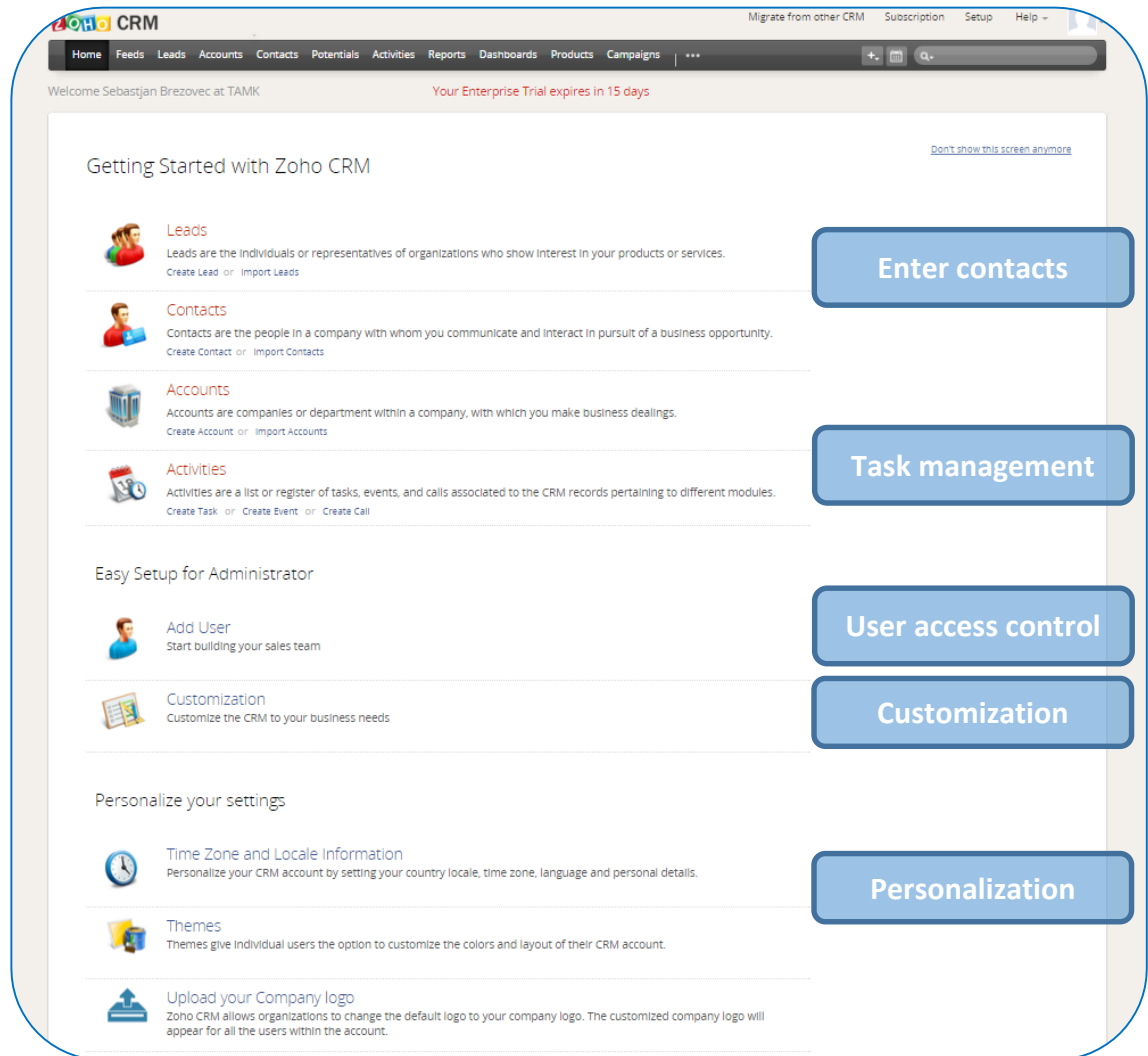 ZOHO CRM
Migrate from other CRM Subscription Setup Help
Home Feeds Leads Accounts Contacts Potentials Activities Reports Dashboards Products Campaigns | •••
Welcome Sebastjan Brezovec at TAMK
Your Enterprise Trial expires in 15 days
Getting Started with Zoho CRM
Don't show this screen anymore
Leads
Leads are the individuals or representatives of organizations who show interest in your products or services.
Create Lead or Import Leads
Enter contacts
Contacts
Contacts are the people in a company with whom you communicate and interact in pursuit of a business opportunity.
Create Contact or Import Contacts
Accounts
Accounts are companies or department within a company, with which you make business dealings.
Create Account or Import Accounts
Task management
Activities
Activities are a list or register of tasks, events, and calls associated to the CRM records pertaining to different modules.
Create Task or Create Event or Create Call
Easy Setup for Administrator
Add User
Start building your sales team
User access control
Customization
Customize the CRM to your business needs
Customization
Personalize your settings
Time Zone and Locale Information
Personalize your CRM account by setting your country locale, time zone, language and personal details.
Personalization
Themes
Themes give individual users the option to customize the colors and layout of their CRM account.
Upload your Company logo
Zoho CRM allows organizations to change the default logo to your company logo. The customized company logo will
appear for all the users within the account.